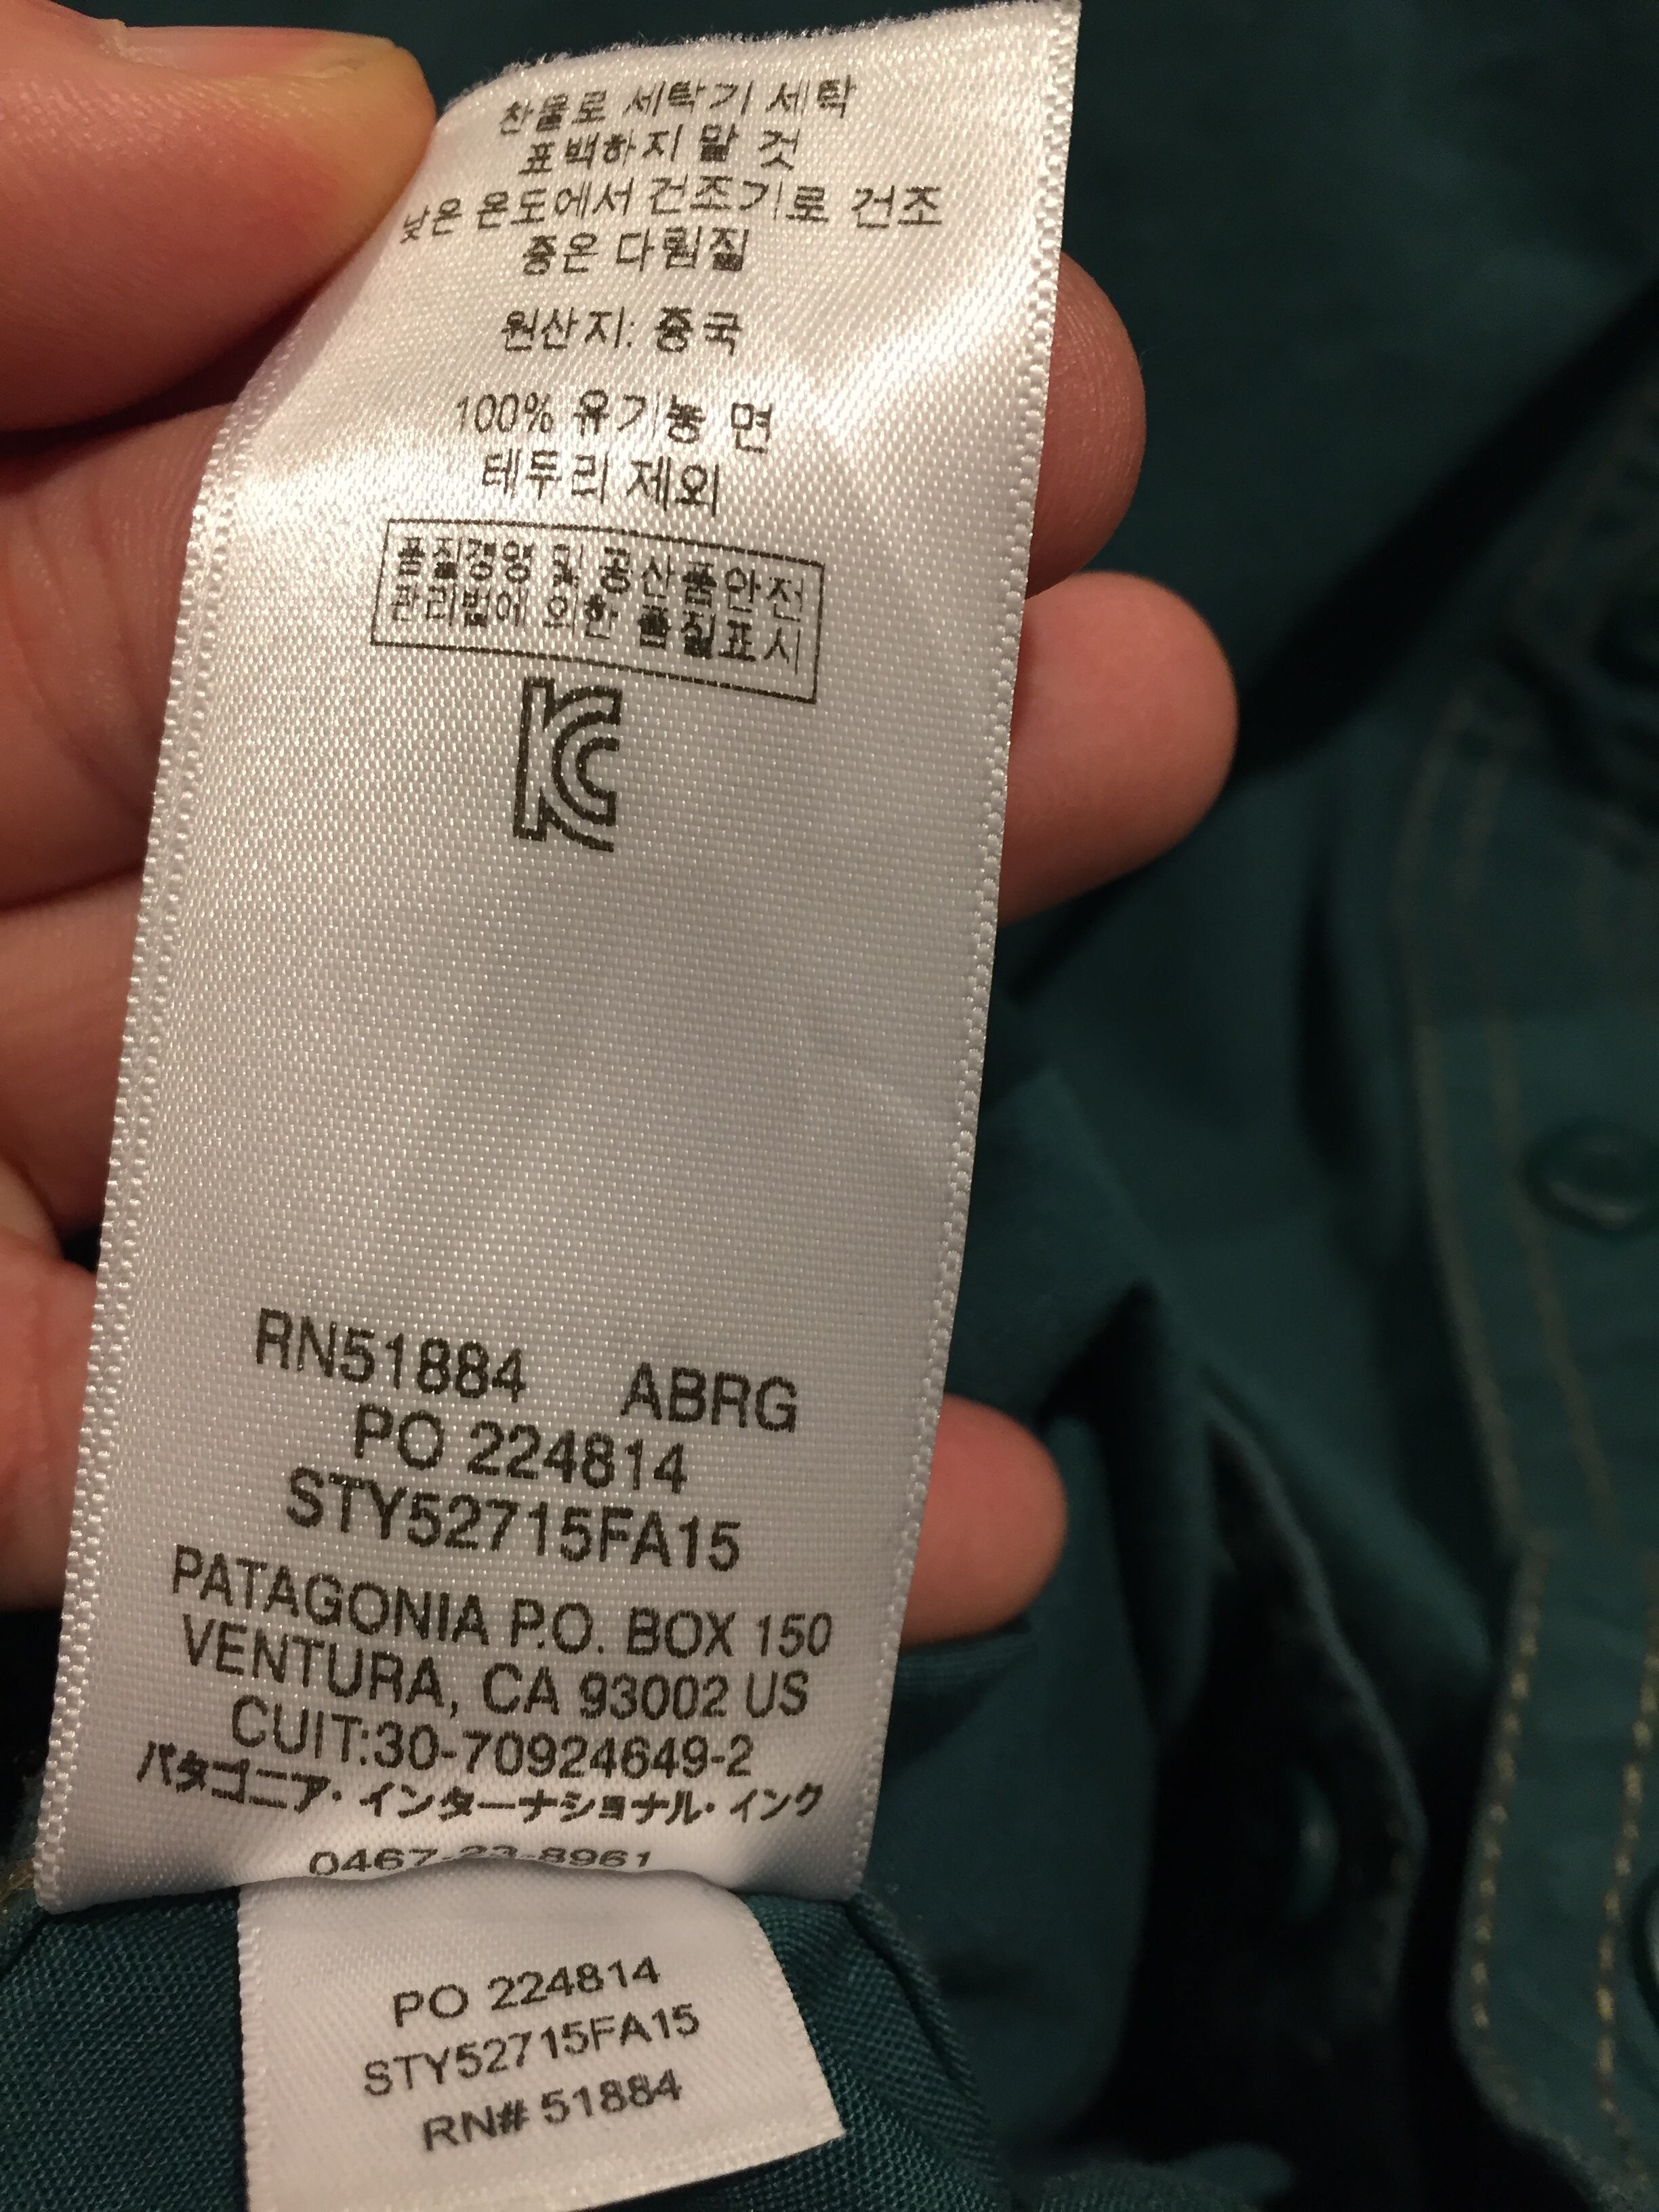 찬물로 세탁기 세탁
표백하지 말 것
낮은 온도에서 건조기로 건조
중온 다림질
원산지: 중국
100% 유기농 면
테두리 제외
품질경영 및 공산품안전
관리법에 의한 품질표시
KC
RN51884 ABRG
PO 224814
STY52715FA15
PATAGONIA P.O. BOX 150
VENTURA, CA 93002 US
CUIT:30-70924649-2
パタゴニア・インターナショナル・インク
0467-23-8961
PO 224814
STY52715FA15
RN# 51884